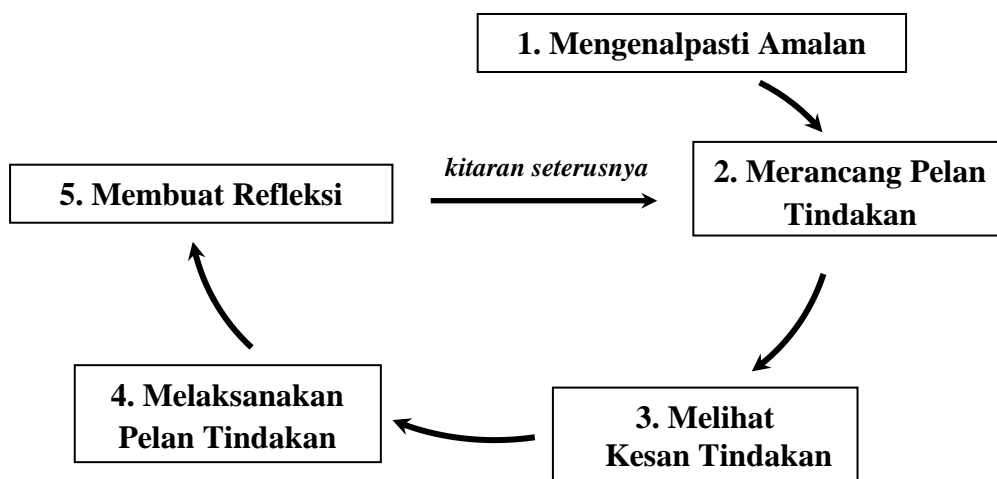 1. Mengenalpasti Amalan
kitaran seterusnya
2. Merancang Pelan
Tindakan
5. Membuat Refleksi
4. Melaksanakan
Pelan Tindakan
3. Melihat
Kesan Tindakan